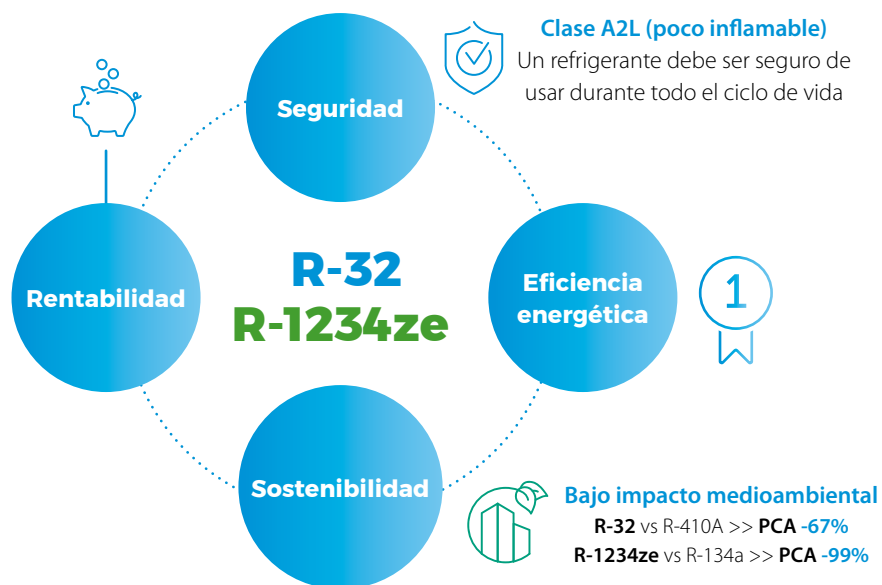 Clase A2L (poco inflamable)
Un refrigerante debe ser seguro de
usar durante todo el ciclo de vida
Seguridad
Rentabilidad
R-32
R-1234ze
Eficiencia
energética
1
Sostenibilidad
Bajo impacto medioambiental
R-32 vs R-410A >> PCA -67%
R-1234ze vs R-134a >> PCA -99%